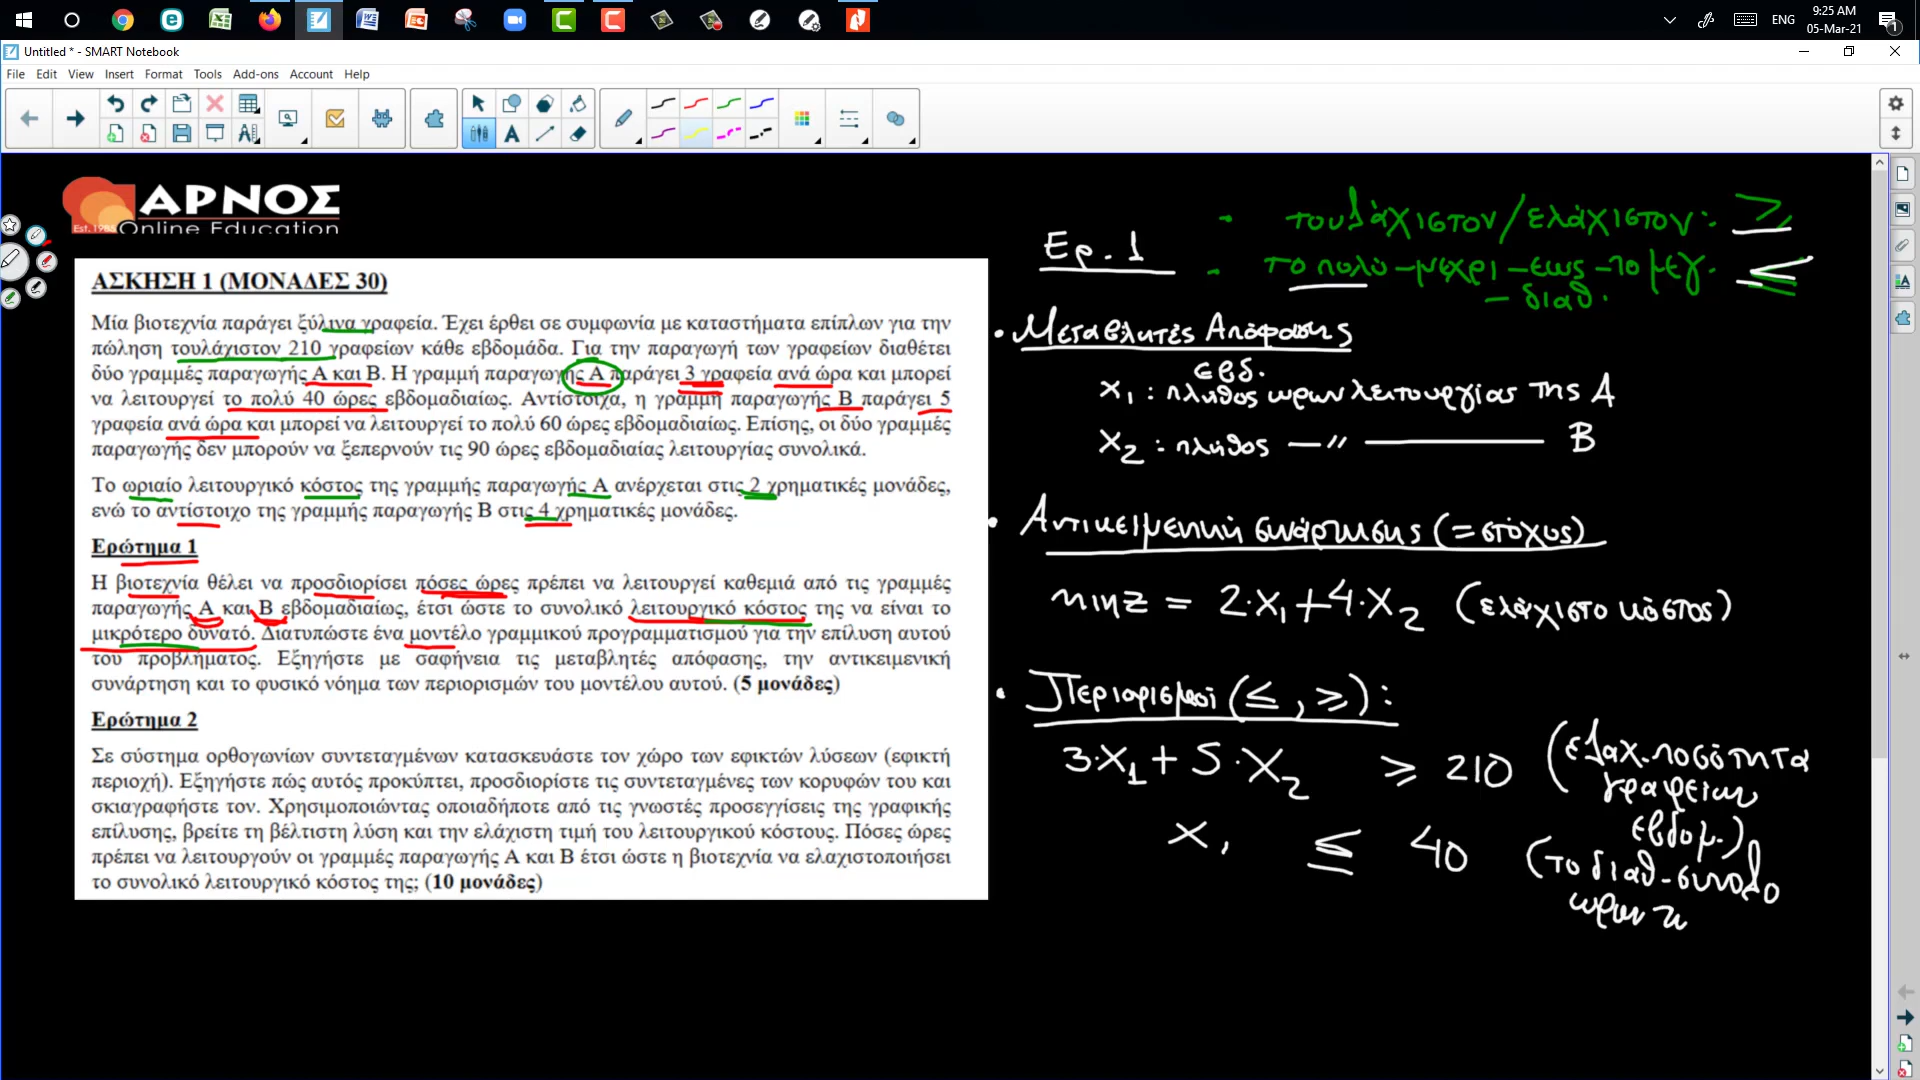 9:25 AM
ENG
05-Mar-21
1
Untitled * - SMART Notebook
File Edit View Insert Format Tools Add-ons Account Help
ΑΡΝΟΣ
Est. 1985
Online Education
ΑΣΚΗΣΗ 1 (ΜΟΝΑΔΕΣ 30)
Μία βιοτεχνία παράγει ξύλινα γραφεία. Έχει έρθει σε συμφωνία με καταστήματα επίπλων για την
πώληση τουλάχιστον 210 γραφείων κάθε εβδομάδα. Για την παραγωγή των γραφείων διαθέτει
δύο γραμμές παραγωγής Α και Β. Η γραμμή παραγωγής Α παράγει 3 γραφεία ανά ώρα και μπορεί
να λειτουργεί το πολύ 40 ώρες εβδομαδιαίως. Αντίστοιχα, η γραμμή παραγωγής Β παράγει 5
γραφεία ανά ώρα και μπορεί να λειτουργεί το πολύ 60 ώρες εβδομαδιαίως. Επίσης, οι δύο γραμμές
παραγωγής δεν μπορούν να ξεπερνούν τις 90 ώρες εβδομαδιαίας λειτουργίας συνολικά.
Το ωριαίο λειτουργικό κόστος της γραμμής παραγωγής Α ανέρχεται στις 2 χρηματικές μονάδες,
ενώ το αντίστοιχο της γραμμής παραγωγής Β στις 4 χρηματικές μονάδες.
Ερώτημα 1
Η βιοτεχνία θέλει να προσδιορίσει πόσες ώρες πρέπει να λειτουργεί καθεμιά από τις γραμμές
παραγωγής Α και Β εβδομαδιαίως, έτσι ώστε το συνολικό λειτουργικό κόστος της να είναι το
μικρότερο δυνατό. Διατυπώστε ένα μοντέλο γραμμικού προγραμματισμού για την επίλυση αυτού
του προβλήματος. Εξηγήστε με σαφήνεια τις μεταβλητές απόφασης, την αντικειμενική
συνάρτηση και το φυσικό νόημα των περιορισμών του μοντέλου αυτού. (5 μονάδες)
Ερώτημα 2
Σε σύστημα ορθογωνίων συντεταγμένων κατασκευάστε τον χώρο των εφικτών λύσεων (εφικτή
περιοχή). Εξηγήστε πώς αυτός προκύπτει, προσδιορίστε τις συντεταγμένες των κορυφών του και
σκιαγραφήστε τον. Χρησιμοποιώντας οποιαδήποτε από τις γνωστές προσεγγίσεις της γραφικής
επίλυσης, βρείτε τη βέλτιστη λύση και την ελάχιστη τιμή του λειτουργικού κόστους. Πόσες ώρες
πρέπει να λειτουργούν οι γραμμές παραγωγής Α και Β έτσι ώστε η βιοτεχνία να ελαχιστοποιήσει
το συνολικό λειτουργικό κόστος της; (10 μονάδες)
• τουλάχιστον/ελάχιστον: ≥
Ερ. 1
• το πολύ - μέχρι - εως - το μεγ. ≤
- διαθ.
• Μεταβλητές Απόφασης
εβδ.
x₁ : πλήθος ωρων λειτουργίας της Α
x₂ : πλήθος —〃— Β
• Αντικειμενική συνάρτησης (= στόχος)
min z = 2·x₁ + 4·x₂ (ελάχιστο κόστος)
• Περιορισμοί (≤ , ≥) :
3·x₁ + 5·x₂ ≥ 210 (ελαχ. ποσότητα
γραφείων
εβδομ.)
x₁ ≤ 40 (το διαθ. συνολο
ωρων